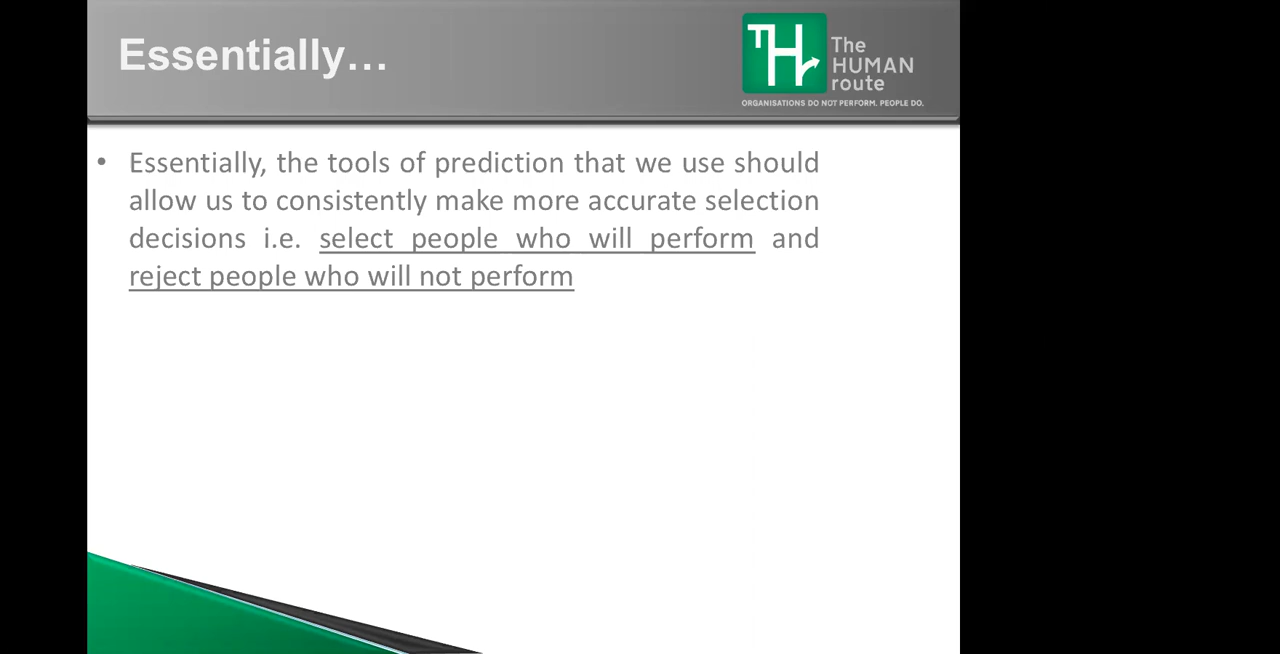 Essentially…
TH
The
HUMAN
route
ORGANISATIONS DO NOT PERFORM. PEOPLE DO.
• Essentially, the tools of prediction that we use should
allow us to consistently make more accurate selection
decisions i.e. select people who will perform and
reject people who will not perform